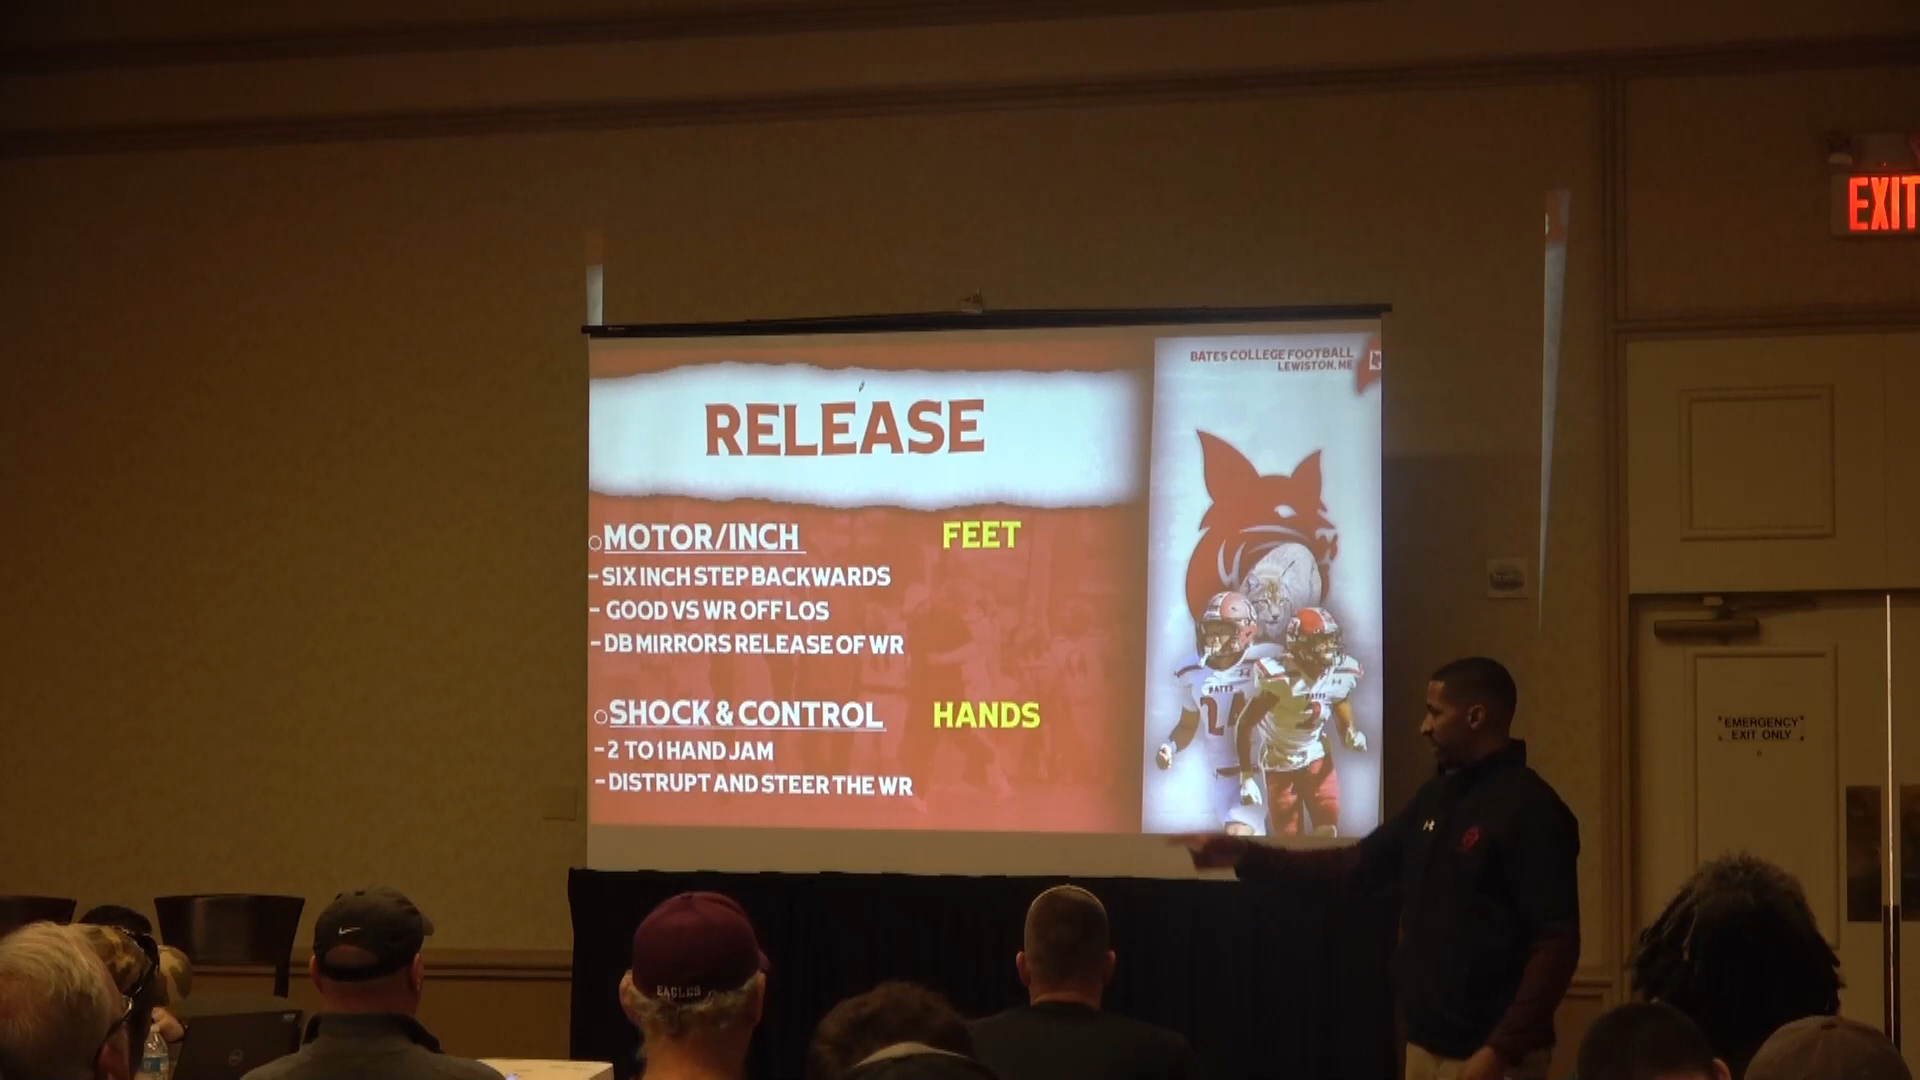 EXIT
BATES COLLEGE FOOTBALL
LEWISTON, ME
RELEASE
MOTOR/INCH FEET
- SIX INCH STEP BACKWARDS
- GOOD VS WR OFF LOS
- DB MIRRORS RELEASE OF WR
SHOCK & CONTROL HANDS
- 2 TO 1 HAND JAM
- DISTRUPT AND STEER THE WR
BATES
2
"EMERGENCY"
EXIT ONLY
EAGLES